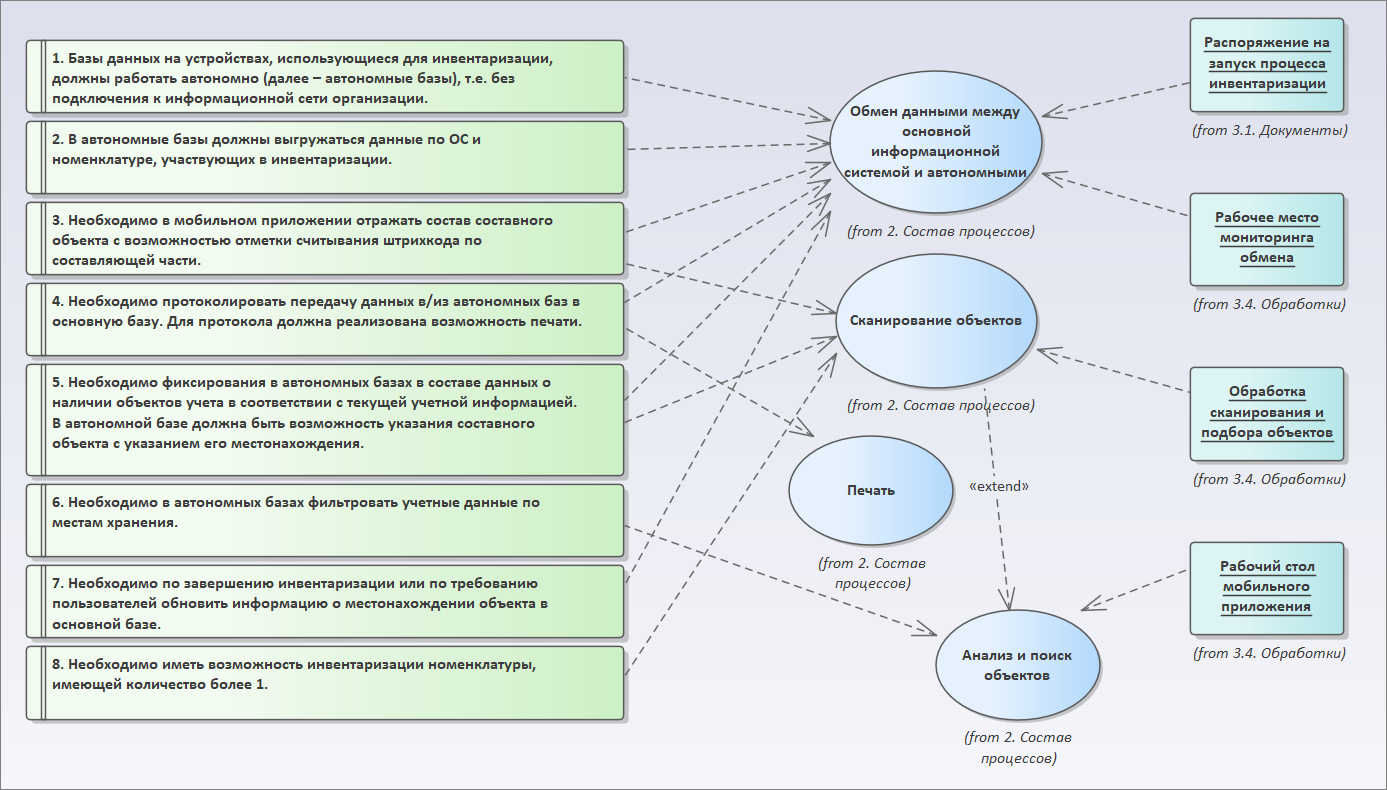 1. Базы данных на устройствах, использующиеся для инвентаризации,
должны работать автономно (далее – автономные базы), т.е. без
подключения к информационной сети организации.
2. В автономные базы должны выгружаться данные по ОС и
номенклатуре, участвующих в инвентаризации.
3. Необходимо в мобильном приложении отражать состав составного
объекта с возможностью отметки считывания штрихкода по
составляющей части.
4. Необходимо протоколировать передачу данных в/из автономных баз в
основную базу. Для протокола должна реализована возможность печати.
5. Необходимо фиксирования в автономных базах в составе данных о
наличии объектов учета в соответствии с текущей учетной информацией.
В автономной базе должна быть возможность указания составного
объекта с указанием его местонахождения.
6. Необходимо в автономных базах фильтровать учетные данные по
местам хранения.
7. Необходимо по завершению инвентаризации или по требованию
пользователей обновить информацию о местонахождении объекта в
основной базе.
8. Необходимо иметь возможность инвентаризации номенклатуры,
имеющей количество более 1.
Обмен данными между
основной
информационной
системой и автономными
(from 2. Состав процессов)
Сканирование объектов
(from 2. Состав процессов)
Печать
(from 2. Состав
процессов)
«extend»
Анализ и поиск
объектов
(from 2. Состав
процессов)
Распоряжение на
запуск процесса
инвентаризации
(from 3.1. Документы)
Рабочее место
мониторинга
обмена
(from 3.4. Обработки)
Обработка
сканирования и
подбора объектов
(from 3.4. Обработки)
Рабочий стол
мобильного
приложения
(from 3.4. Обработки)